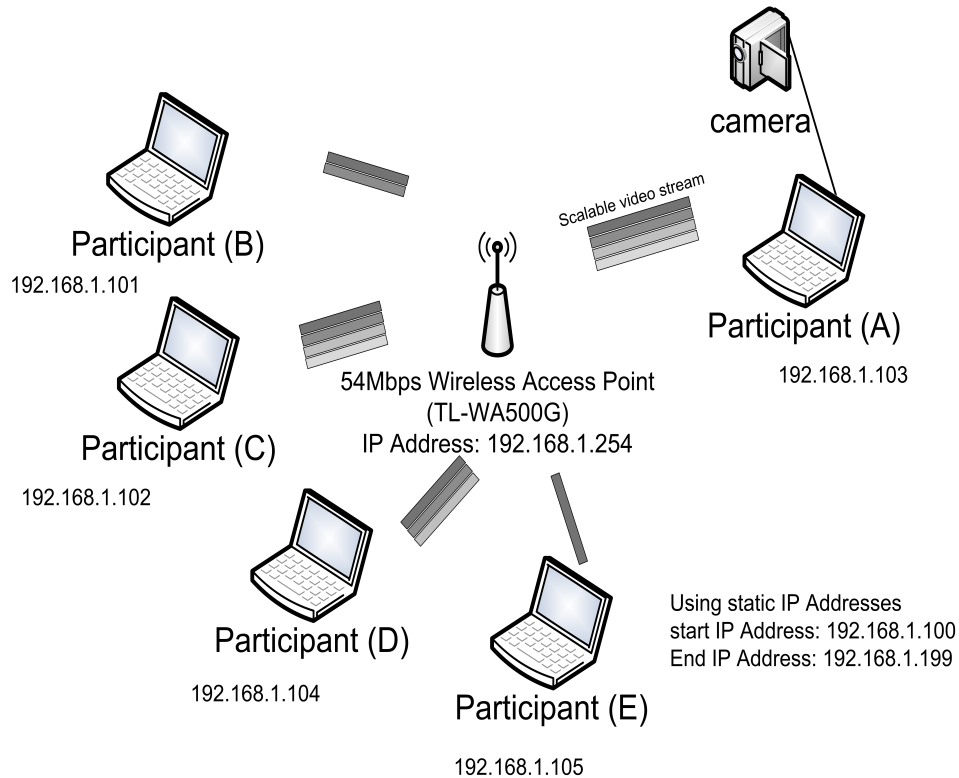 camera
Scalable video stream
Participant (B)
192.168.1.101
Participant (A)
192.168.1.103
54Mbps Wireless Access Point
(TL-WA500G)
IP Address: 192.168.1.254
Participant (C)
192.168.1.102
Participant (D)
192.168.1.104
Using static IP Addresses
start IP Address: 192.168.1.100
End IP Address: 192.168.1.199
Participant (E)
192.168.1.105